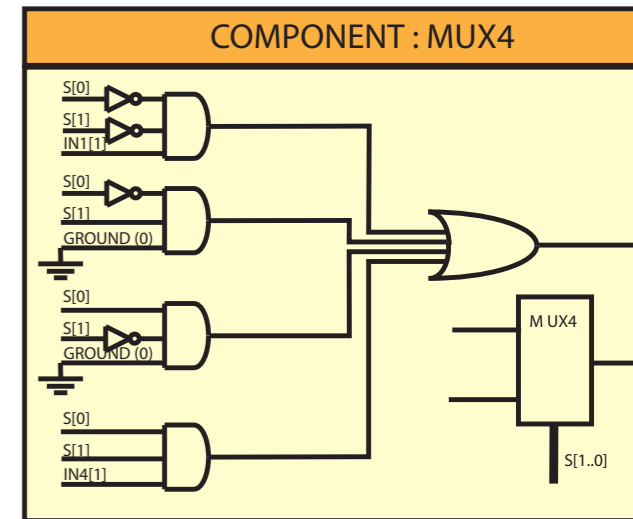 COMPONENT : MUX4
S[0]
S[1]
IN1[1]
S[0]
S[1]
GROUND (0)
S[0]
S[1]
GROUND (0)
M UX4
S[0]
S[1]
IN4[1]
S[1..0]